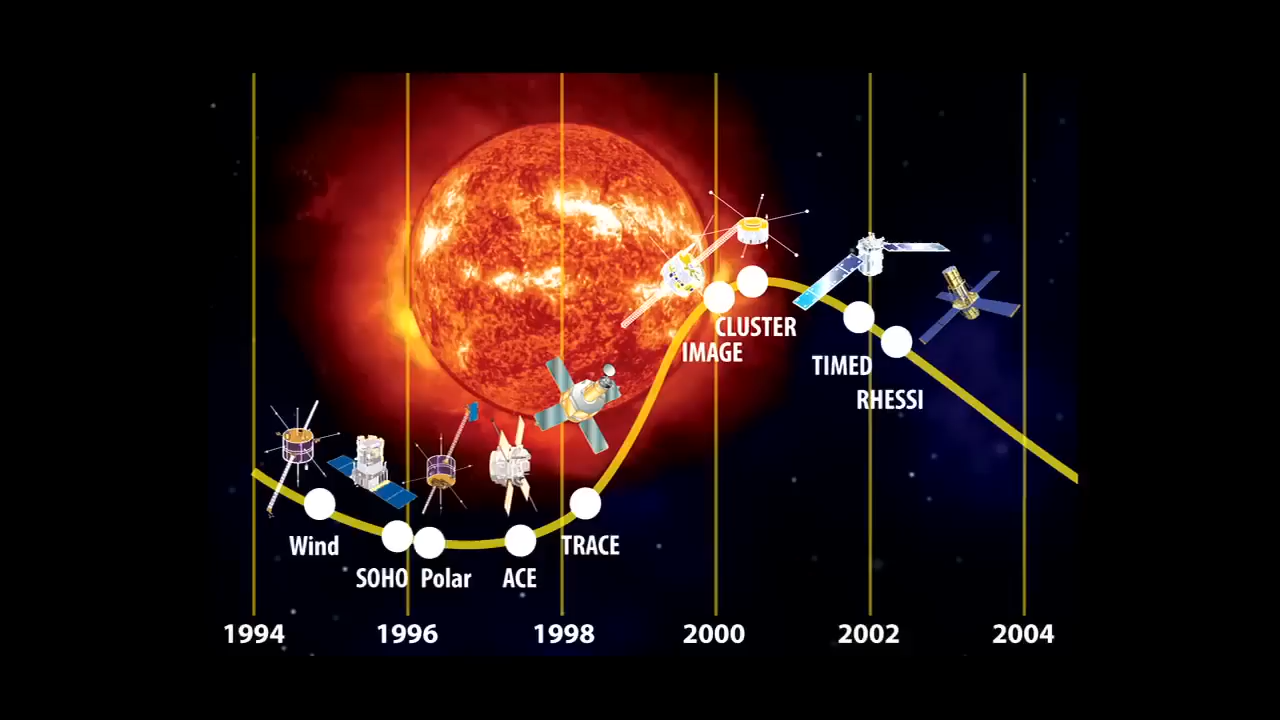 CLUSTER
IMAGE
TIMED
RHESSI
Wind
TRACE
SOHO Polar ACE
1994 1996 1998 2000 2002 2004